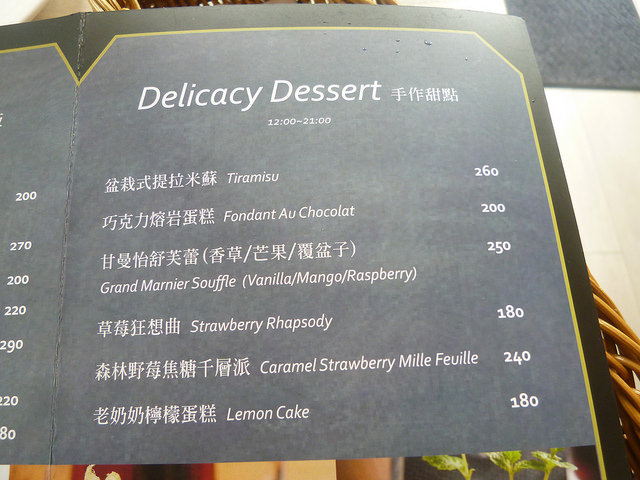 Delicacy Dessert 手作甜點
12:00~21:00
盆栽式提拉米蘇 Tiramisu 260
巧克力熔岩蛋糕 Fondant Au Chocolat 200
甘曼怡舒芙蕾(香草/芒果/覆盆子) 250
Grand Marnier Souffle (Vanilla/Mango/Raspberry)
草莓狂想曲 Strawberry Rhapsody 180
森林野莓焦糖千層派 Caramel Strawberry Mille Feuille 240
老奶奶檸檬蛋糕 Lemon Cake 180
200
270
200
220
290